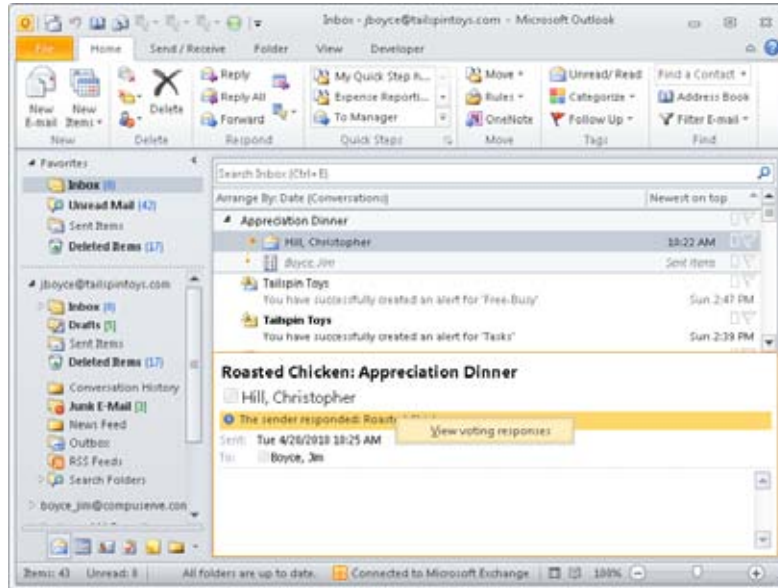 Inbox - jboyce@tailspintoys.com - Microsoft Outlook
File Home Send / Receive Folder View Developer
New E-mail
New Items
Delete
Reply
Reply All
Forward
My Quick Step
Expense Reporti...
To Manager
Move
Rules
OneNote
Unread/ Read
Categorize
Follow Up
Find a Contact
Address Book
Filter E-mail
New Delete Respond Quick Steps Move Tags Find
Favorites
Inbox
Unread Mail (42)
Sent Items
Deleted Items (17)
jboyce@tailspintoys.com
Inbox
Drafts [5]
Sent Items
Deleted Items (17)
Conversation History
Junk E-Mail [3]
News Feed
Outbox
RSS Feeds
Search Folders
boyce_jim@compuserve.con
Search Inbox (Ctrl+E)
Arrange By: Date (Conversations) Newest on top
Appreciation Dinner
Hill, Christopher 10:22 AM
Boyce, Jim Sent Items
Tailspin Toys
You have successfully created an alert for 'Free-Busy' Sun 2:47 PM
Tailspin Toys
You have successfully created an alert for 'Tasks' Sun 2:39 PM
Roasted Chicken: Appreciation Dinner
Hill, Christopher
The sender responded: Roast
View voting responses
Sent: Tue 4/20/2010 10:25 AM
To: Boyce, Jim
Items: 43 Unread: 8 All folders are up to date. Connected to Microsoft Exchange 100%